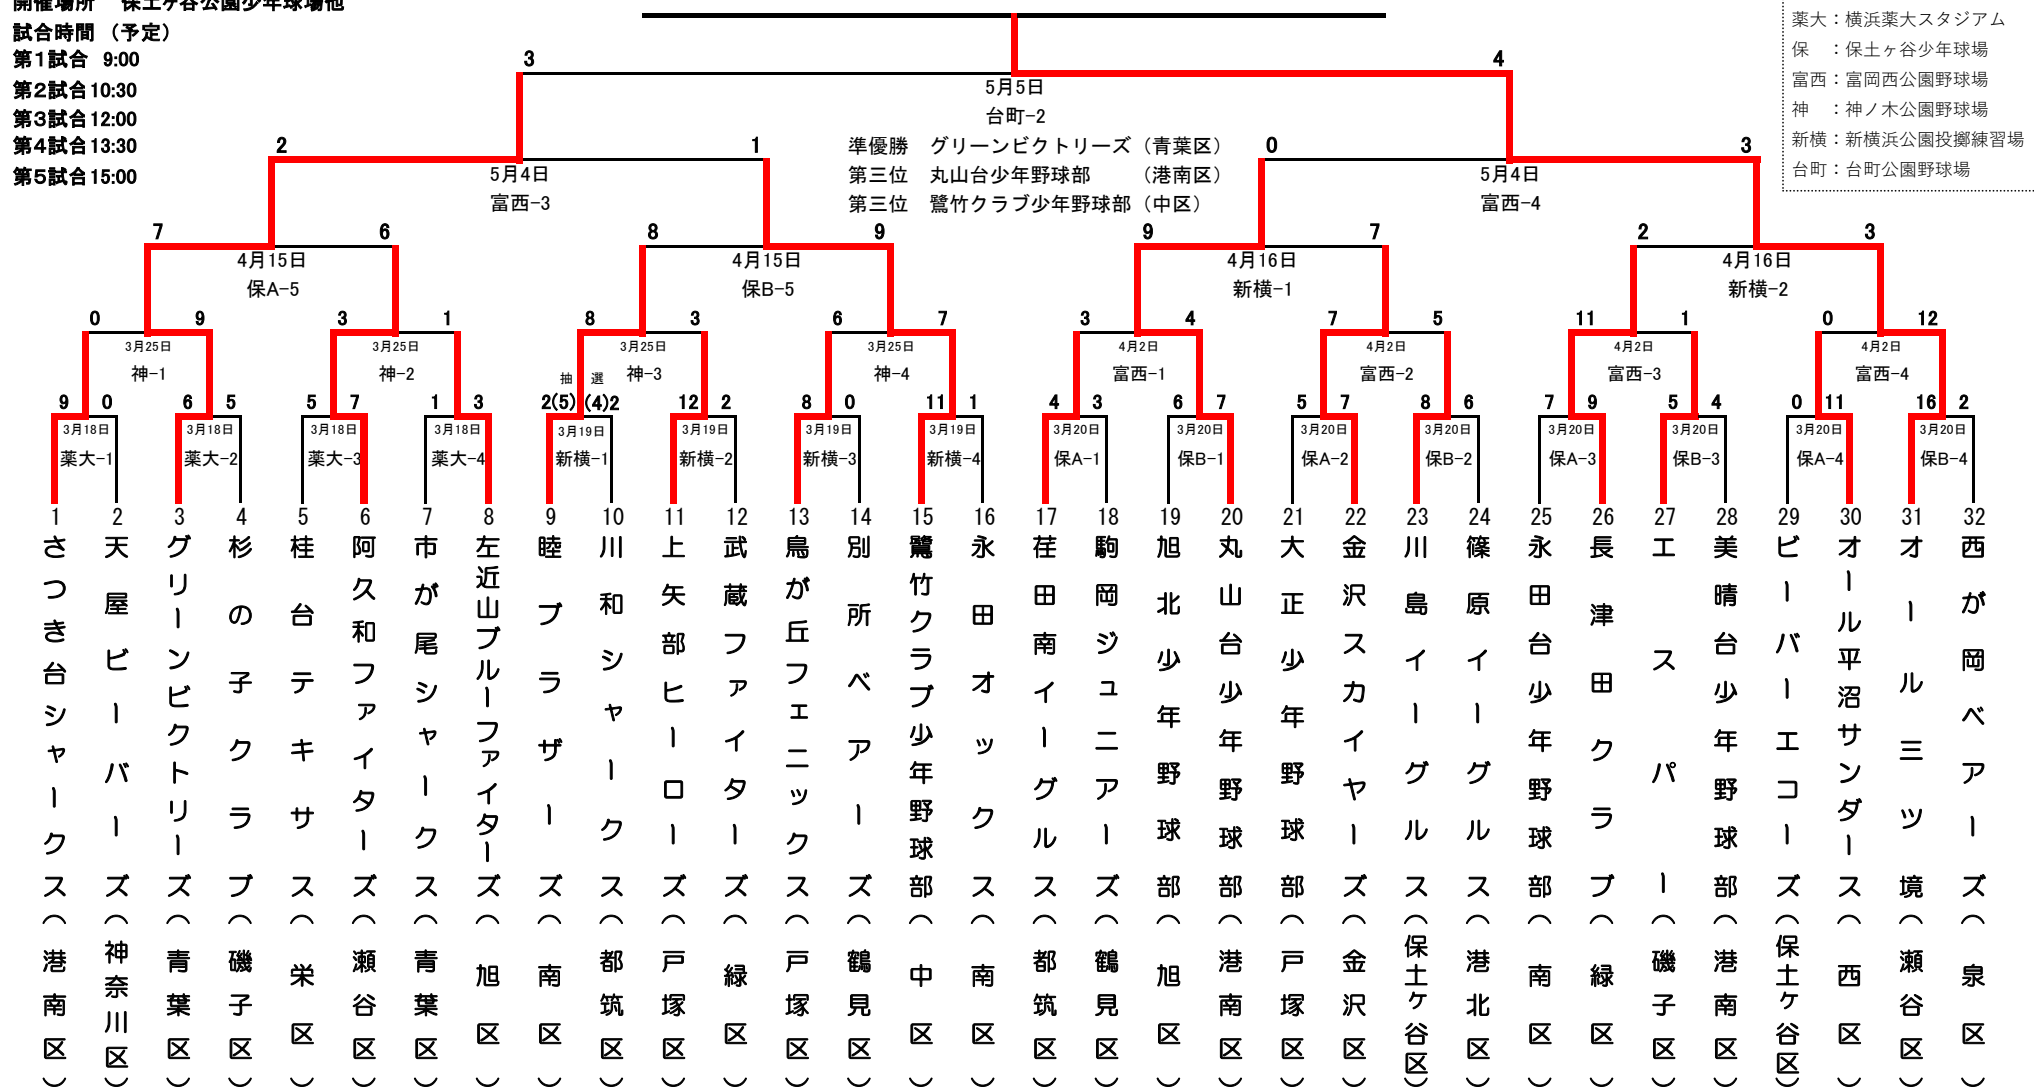 開催場所　保土ヶ谷公園少年球場他
試合時間（予定）
第1試合 9:00
第2試合10:30
第3試合12:00
第4試合13:30
第5試合15:00
薬大：横浜薬大スタジアム
保　：保土ヶ谷少年球場
富西：富岡西公園野球場
神　：神ノ木公園野球場
新横：新横浜公園投擲練習場
台町：台町公園野球場
3 4
5月5日
台町-2
準優勝　グリーンビクトリーズ（青葉区）
第三位　丸山台少年野球部　（港南区）
第三位　鷺竹クラブ少年野球部（中区）
2 1 0 3
5月4日 5月4日
富西-3 富西-4
7 6 8 9 9 7 2 3
4月15日 4月15日 4月16日 4月16日
保A-5 保B-5 新横-1 新横-2
0 9 3 1 8 3 6 7 3 4 7 5 11 1 0 12
3月25日 3月25日 3月25日 3月25日 4月2日 4月2日 4月2日 4月2日
神-1 神-2 神-3 神-4 富西-1 富西-2 富西-3 富西-4
抽選
9 0 6 5 5 7 1 3 2(5) (4)2 12 2 8 0 11 1 4 3 6 7 5 7 8 6 7 9 5 4 0 11 16 2
3月18日 3月18日 3月18日 3月18日 3月19日 3月19日 3月19日 3月19日 3月20日 3月20日 3月20日 3月20日 3月20日 3月20日 3月20日 3月20日
薬大-1 薬大-2 薬大-3 薬大-4 新横-1 新横-2 新横-3 新横-4 保A-1 保B-1 保A-2 保B-2 保A-3 保B-3 保A-4 保B-4
1 さつき台シャークス（港南区）
2 天屋ビーバーズ（神奈川区）
3 グリーンビクトリーズ（青葉区）
4 杉の子クラブ（磯子区）
5 桂台テキサス（栄区）
6 阿久和ファイターズ（瀬谷区）
7 市が尾シャークス（青葉区）
8 左近山ブルーファイターズ（旭区）
9 睦ブラザーズ（南区）
10 川和シャークス（都筑区）
11 上矢部ヒーローズ（戸塚区）
12 武蔵ファイターズ（緑区）
13 鳥が丘フェニックス（戸塚区）
14 別所ベアーズ（鶴見区）
15 鷺竹クラブ少年野球部（中区）
16 永田オックス（南区）
17 荏田南イーグルス（都筑区）
18 駒岡ジュニアーズ（鶴見区）
19 旭北少年野球部（旭区）
20 丸山台少年野球部（港南区）
21 大正少年野球部（戸塚区）
22 金沢スカイヤーズ（金沢区）
23 川島イーグルス（保土ケ谷区）
24 篠原イーグルス（港北区）
25 永田台少年野球部（南区）
26 長津田クラブ（緑区）
27 エスパー（磯子区）
28 美晴台少年野球部（港南区）
29 ビーバーエコーズ（保土ケ谷区）
30 オール平沼サンダース（西区）
31 オール三ツ境（瀬谷区）
32 西が岡ベアーズ（泉区）